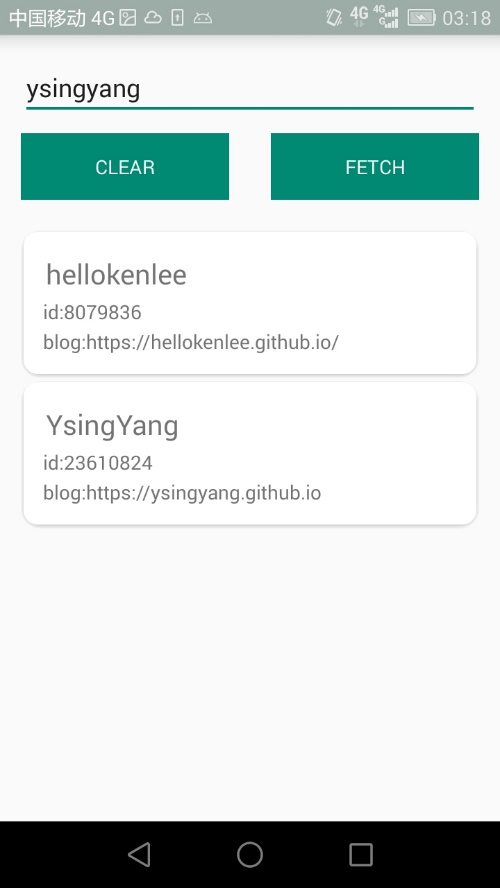 中国移动 4G 4G 4G G 03:18
ysingyang
CLEAR FETCH
hellokenlee
id:8079836
blog:https://hellokenlee.github.io/
YsingYang
id:23610824
blog:https://ysingyang.github.io